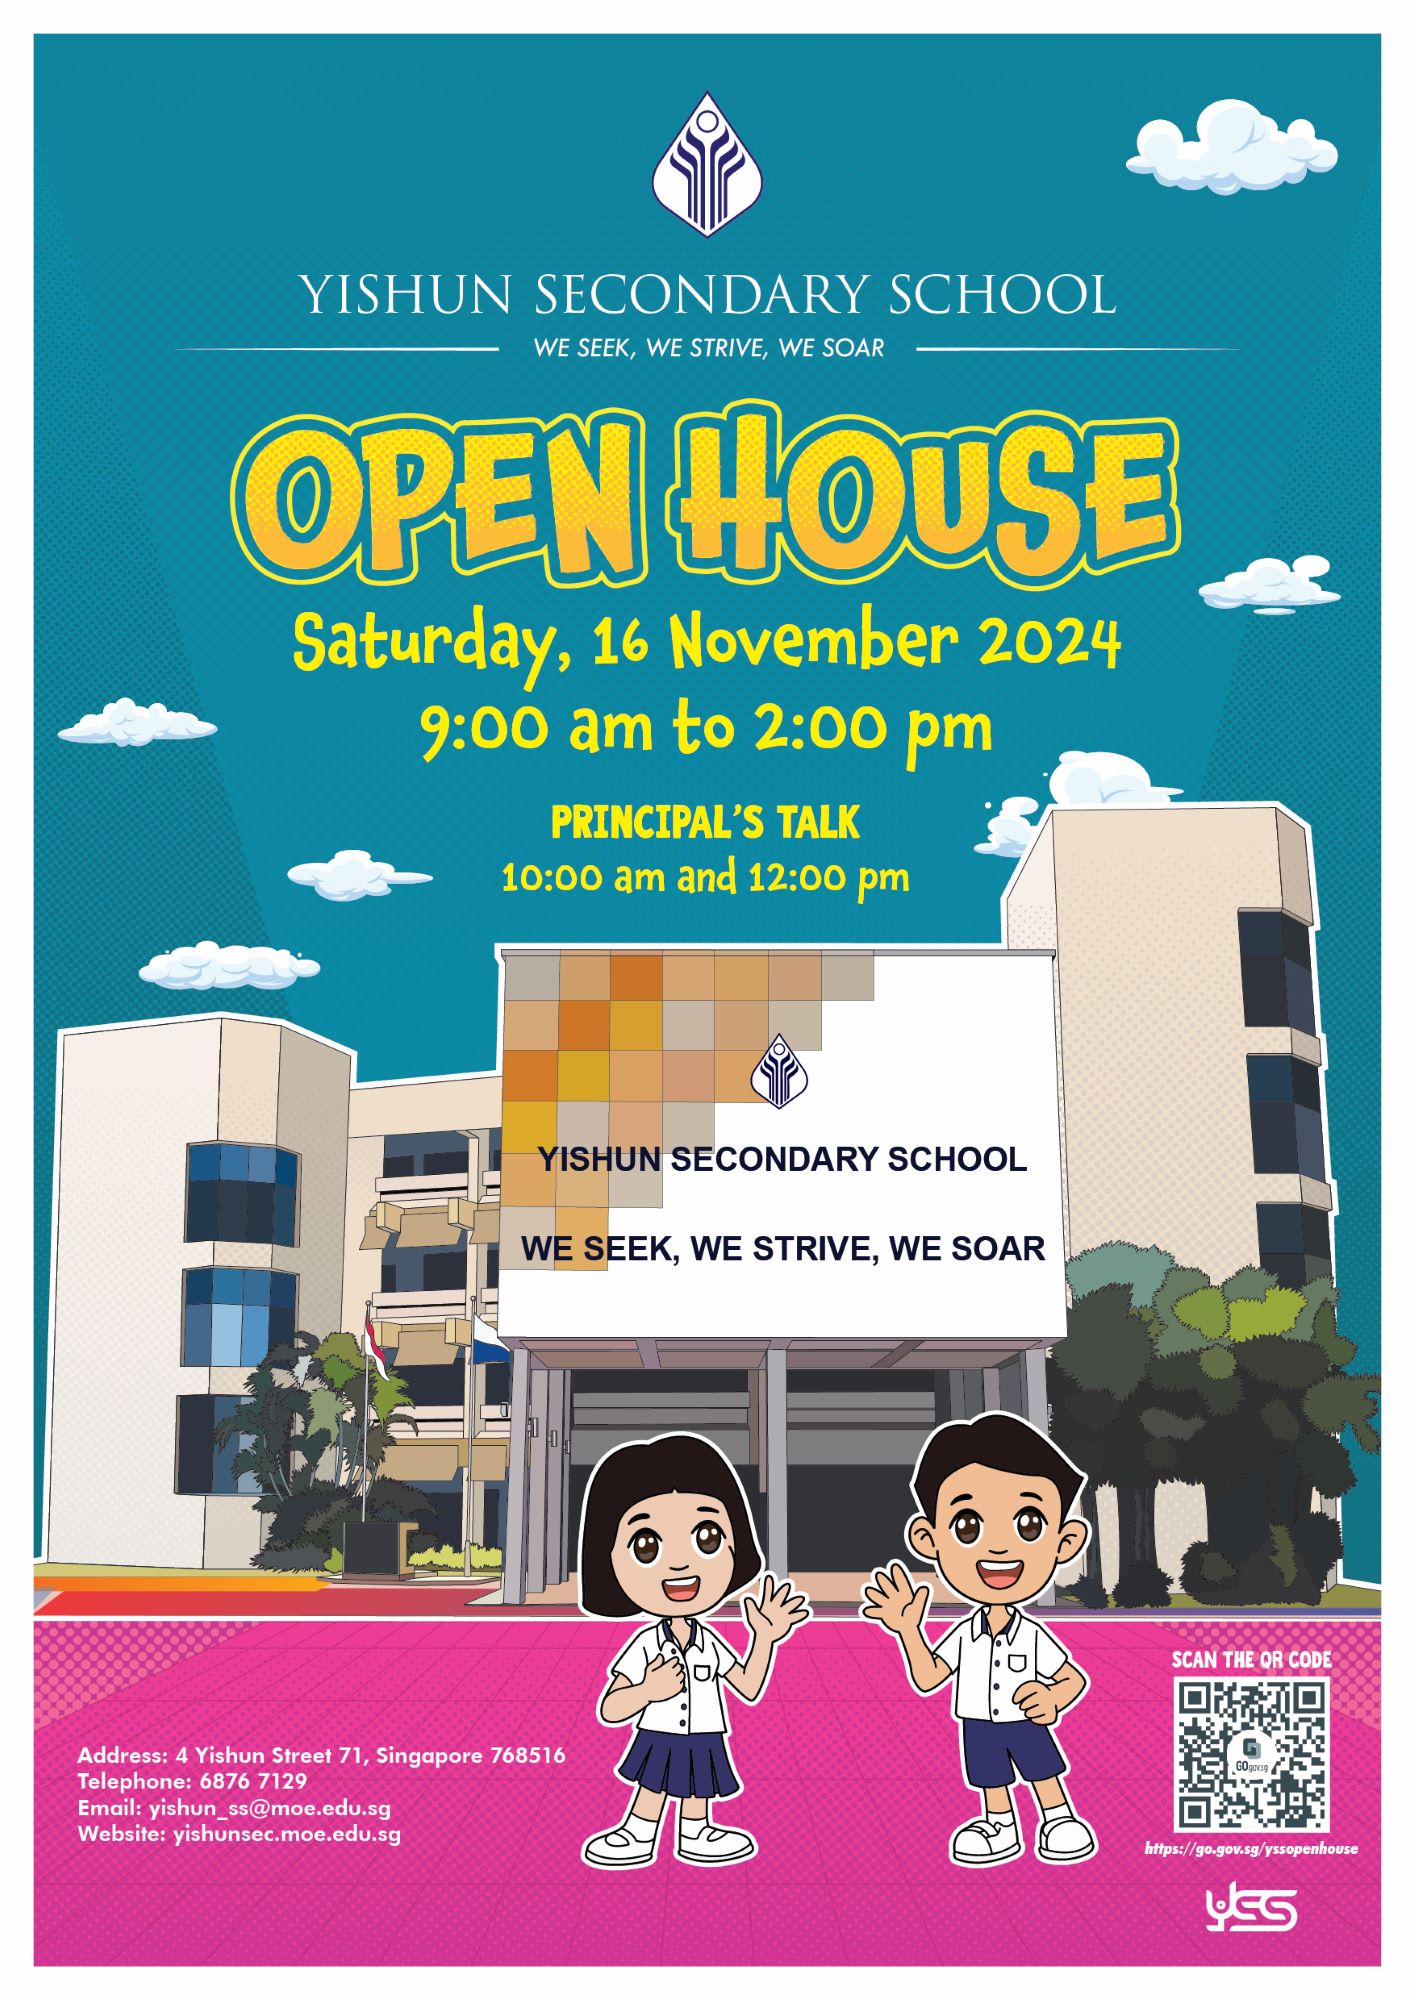 YISHUN SECONDARY SCHOOL
WE SEEK, WE STRIVE, WE SOAR
OPEN HOUSE
Saturday, 16 November 2024
9:00 am to 2:00 pm
PRINCIPAL'S TALK
10:00 am and 12:00 pm
YISHUN SECONDARY SCHOOL
WE SEEK, WE STRIVE, WE SOAR
SCAN THE QR CODE
GOgov.sg
https://go.gov.sg/yssopenhouse
Address: 4 Yishun Street 71, Singapore 768516
Telephone: 6876 7129
Email: yishun_ss@moe.edu.sg
Website: yishunsec.moe.edu.sg
yss